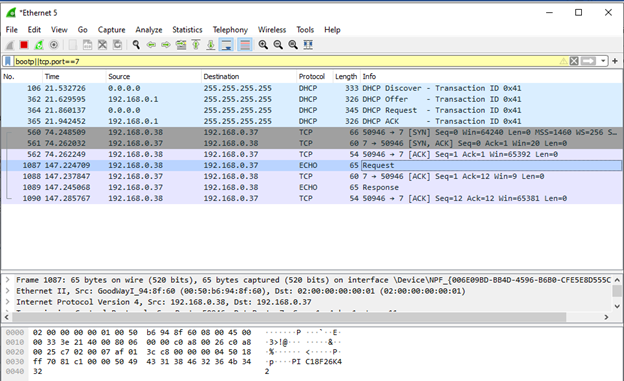 *Ethernet 5
File Edit View Go Capture Analyze Statistics Telephony Wireless Tools Help
bootp||tcp.port==7
No. Time Source Destination Protocol Length Info
106 21.532726 0.0.0.0 255.255.255.255 DHCP 333 DHCP Discover - Transaction ID 0x41
362 21.629595 192.168.0.1 255.255.255.255 DHCP 326 DHCP Offer - Transaction ID 0x41
364 21.860137 0.0.0.0 255.255.255.255 DHCP 345 DHCP Request - Transaction ID 0x41
365 21.942452 192.168.0.1 255.255.255.255 DHCP 326 DHCP ACK - Transaction ID 0x41
560 74.248509 192.168.0.38 192.168.0.37 TCP 66 50946 → 7 [SYN] Seq=0 Win=64240 Len=0 MSS=1460 WS=256 S…
561 74.262032 192.168.0.37 192.168.0.38 TCP 60 7 → 50946 [SYN, ACK] Seq=0 Ack=1 Win=20 Len=0
562 74.262249 192.168.0.38 192.168.0.37 TCP 54 50946 → 7 [ACK] Seq=1 Ack=1 Win=65392 Len=0
1087 147.224709 192.168.0.38 192.168.0.37 ECHO 65 Request
1088 147.237847 192.168.0.37 192.168.0.38 TCP 60 7 → 50946 [ACK] Seq=1 Ack=12 Win=9 Len=0
1089 147.245068 192.168.0.37 192.168.0.38 ECHO 65 Response
1090 147.285767 192.168.0.38 192.168.0.37 TCP 54 50946 → 7 [ACK] Seq=12 Ack=12 Win=65381 Len=0
Frame 1087: 65 bytes on wire (520 bits), 65 bytes captured (520 bits) on interface \Device\NPF_{006E09BD-BB4D-4596-B6B0-CFE5E8D555C
Ethernet II, Src: GoodWayI_94:8f:60 (00:50:b6:94:8f:60), Dst: 02:00:00:00:00:01 (02:00:00:00:00:01)
Internet Protocol Version 4, Src: 192.168.0.38, Dst: 192.168.0.37
0000 02 00 00 00 00 01 00 50 b6 94 8f 60 08 00 45 00 ·······P ···`··E·
0010 00 33 3e 21 40 00 80 06 00 00 c0 a8 00 26 c0 a8 ·3>!@··· ·····&··
0020 00 25 c7 02 00 07 af 01 3c c8 00 00 00 04 50 18 ·%······ <·····P·
0030 ff 70 81 c1 00 00 50 49 43 31 38 46 32 36 4b 34 ·p····PI C18F26K4
0040 32 2